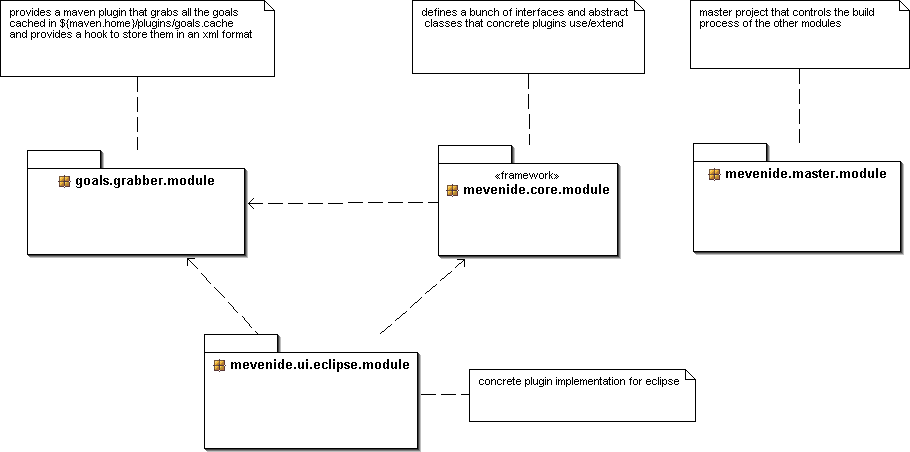 provides a maven plugin that grabs all the goals
cached in ${maven.home}/plugins/goals.cache
and provides a hook to store them in an xml format
defines a bunch of interfaces and abstract
classes that concrete plugins use/extend
master project that controls the build
process of the other modules
goals.grabber.module
«framework»
mevenide.core.module
mevenide.master.module
mevenide.ui.eclipse.module
concrete plugin implementation for eclipse